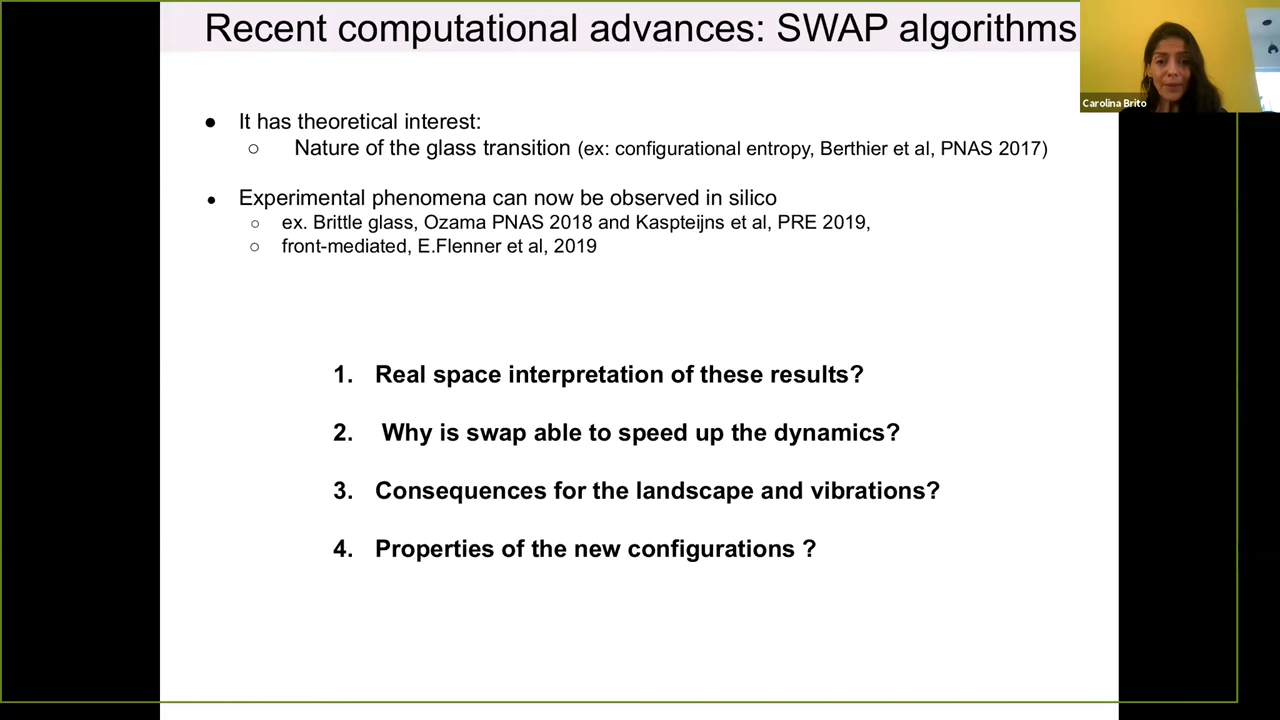 Recent computational advances: SWAP algorithms
Carolina Brito
● It has theoretical interest:
○ Nature of the glass transition (ex: configurational entropy, Berthier et al, PNAS 2017)
● Experimental phenomena can now be observed in silico
○ ex. Brittle glass, Ozama PNAS 2018 and Kaspteijns et al, PRE 2019,
○ front-mediated, E.Flenner et al, 2019
1. Real space interpretation of these results?
2. Why is swap able to speed up the dynamics?
3. Consequences for the landscape and vibrations?
4. Properties of the new configurations ?